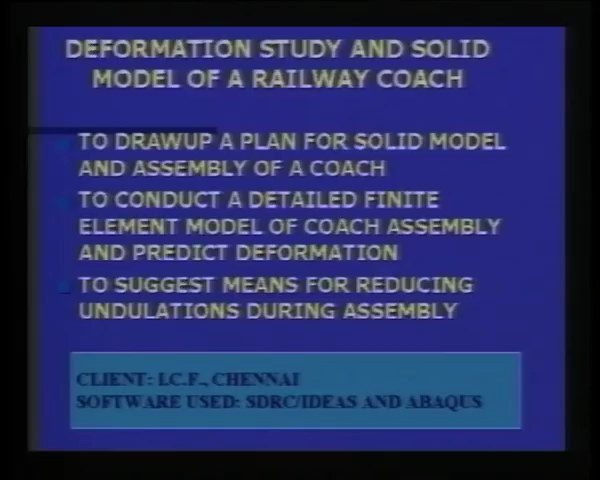 DEFORMATION STUDY AND SOLID
MODEL OF A RAILWAY COACH
TO DRAWUP A PLAN FOR SOLID MODEL
AND ASSEMBLY OF A COACH
TO CONDUCT A DETAILED FINITE
ELEMENT MODEL OF COACH ASSEMBLY
AND PREDICT DEFORMATION
TO SUGGEST MEANS FOR REDUCING
UNDULATIONS DURING ASSEMBLY
CLIENT: I.C.F., CHENNAI
SOFTWARE USED: SDRC/IDEAS AND ABAQUS